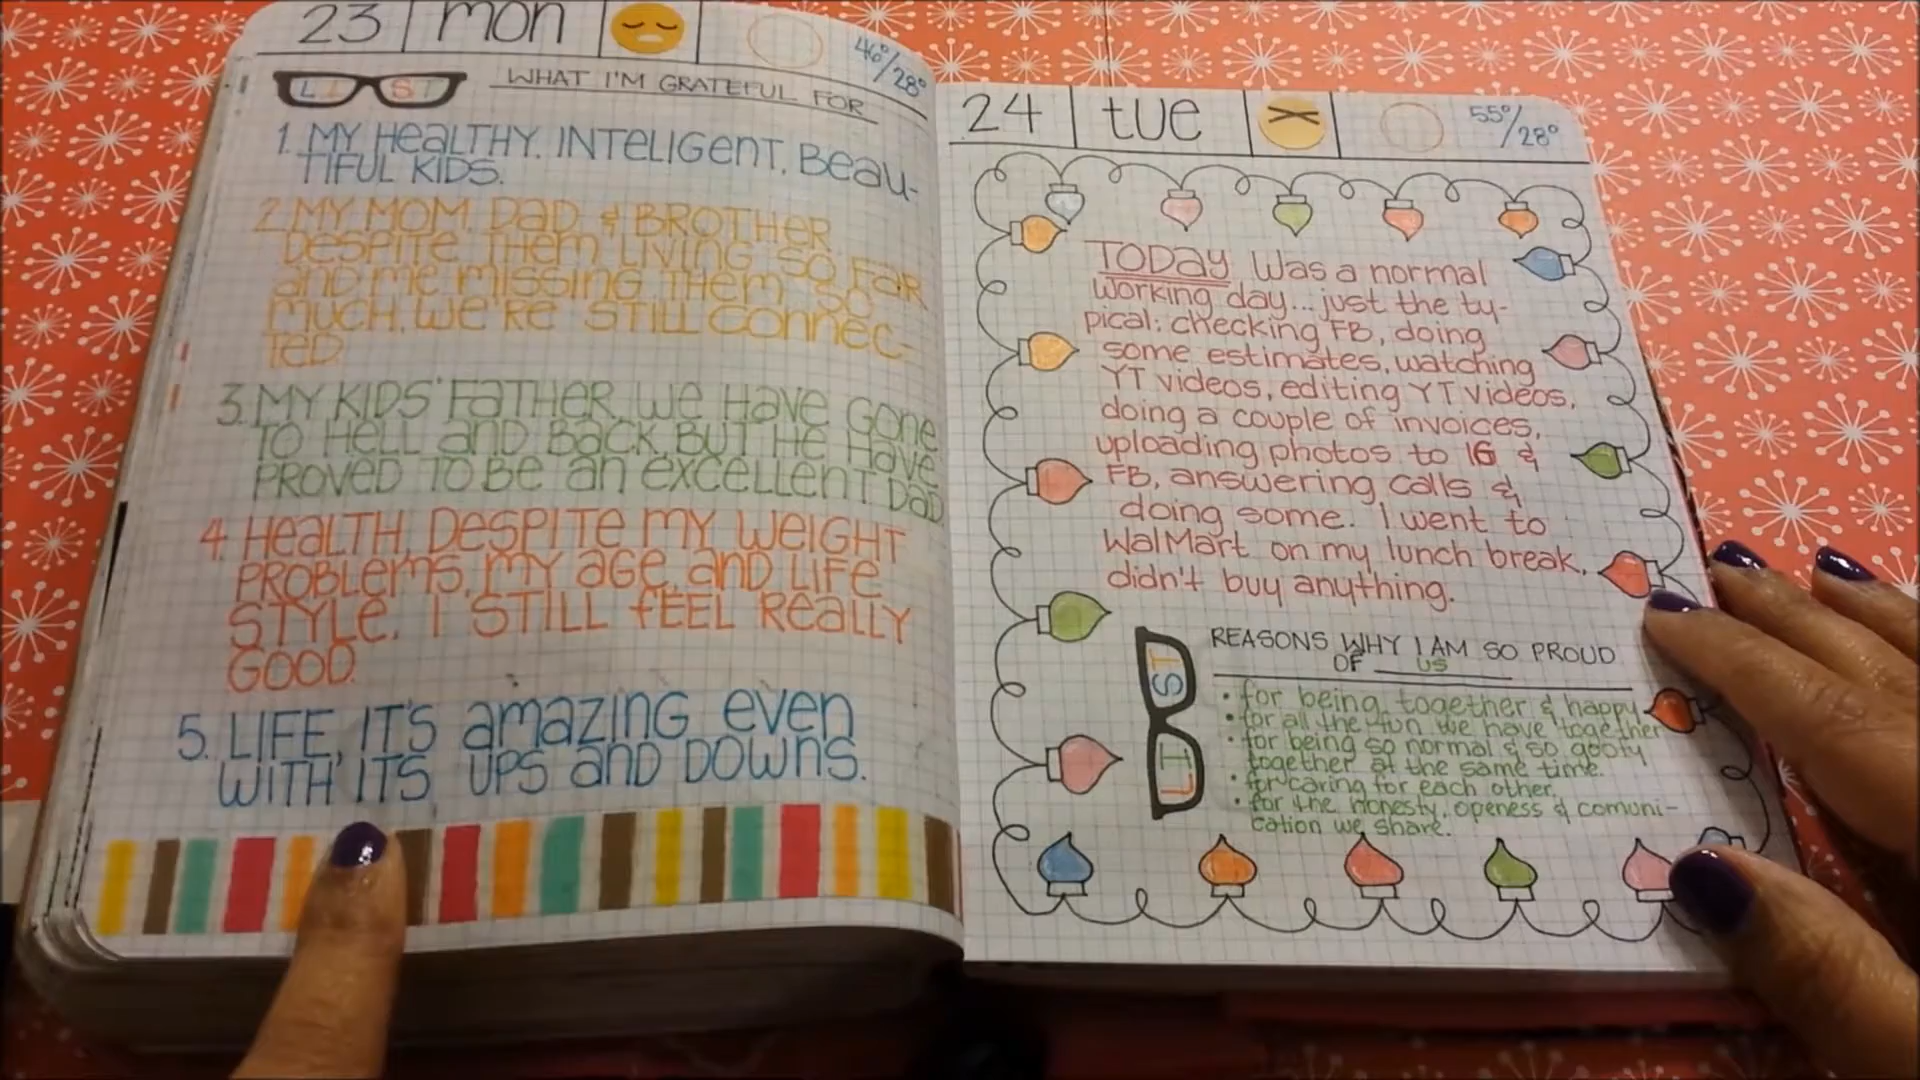 23 mon
46°/28°
LIST
WHAT I'M GRATEFUL FOR
1. MY HEALTHY, INTELIGENT, BEAU-
TIFUL KIDS.
2. MY MOM, DAD & BROTHER
DESPITE THEM LIVING SO FAR
AND ME MISSING THEM SO
MUCH, WE'RE STILL CONNEC-
TED.
3. MY KIDS' FATHER, WE HAVE GONE
TO HELL AND BACK, BUT HE HAVE
PROVED TO BE AN EXCELLENT DAD
4. HEALTH, DESPITE MY WEIGHT
PROBLEMS, MY AGE, AND LIFE
STYLE, I STILL FEEL REALLY
GOOD.
5. LIFE, IT'S AMAZING EVEN
WITH IT'S UPS AND DOWNS.
24 tue
55°/28°
TODAY Was a normal
working day... just the ty-
pical: checking FB, doing
some estimates, watching
YT videos, editing YT videos,
doing a couple of invoices,
uploading photos to IG &
FB, answering calls &
doing some. I went to
WalMart on my lunch break,
didn't buy anything.
LIST
REASONS WHY I AM SO PROUD
OF us
• for being together & happy
• for all the fun we have together
• for being so normal & so goofy
together at the same time.
• for caring for each other.
• for the honesty, openess & comuni-
cation we share.